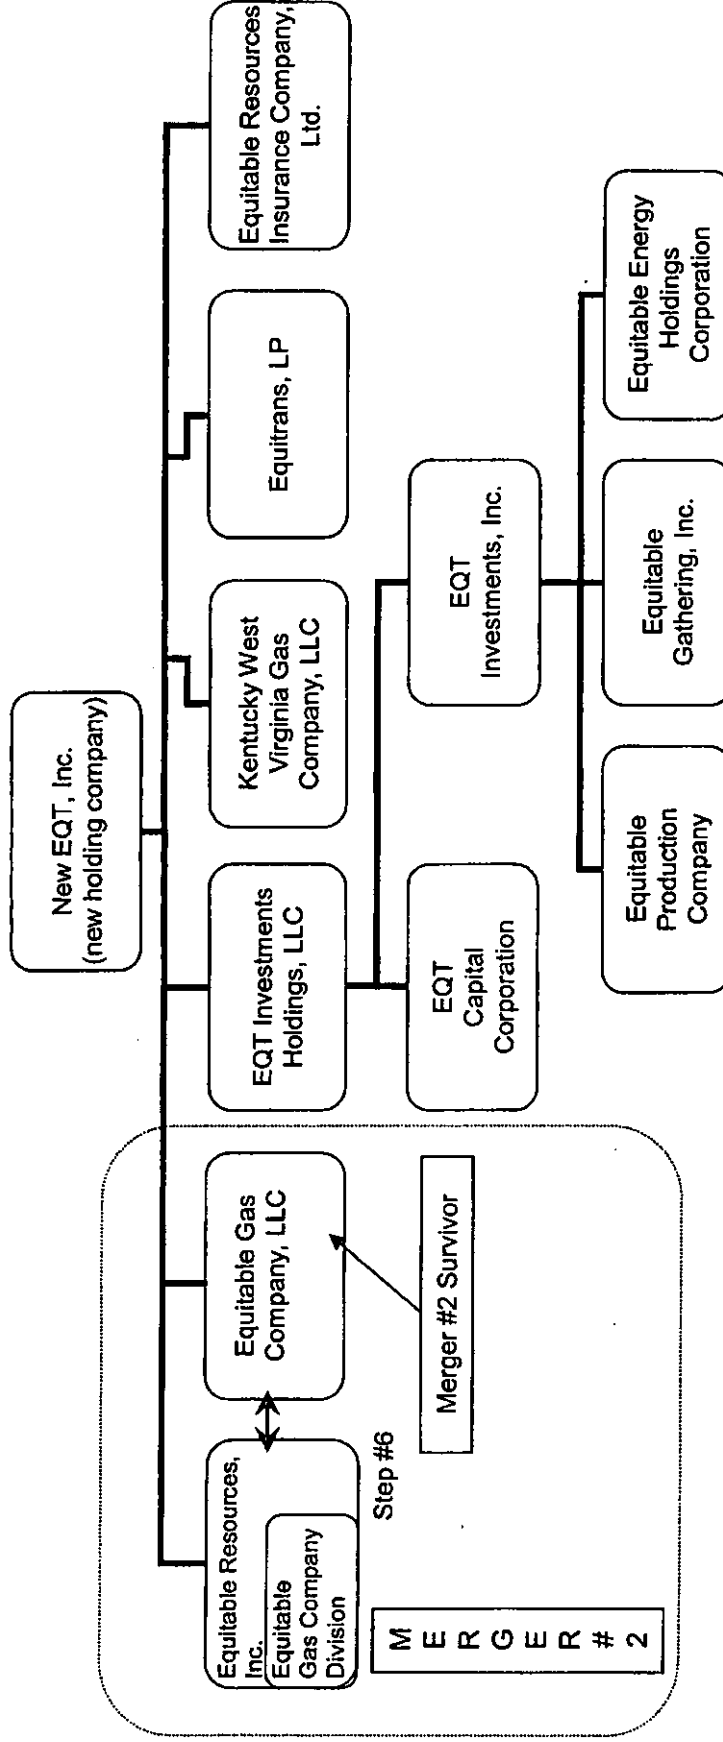 New EQT, Inc.
(new holding company)
Equitable Resources,
Inc.
Equitable
Gas Company
Division
Equitable Gas
Company, LLC
EQT Investments
Holdings, LLC
Kentucky West
Virginia Gas
Company, LLC
Equitrans, LP
Equitable Resources
Insurance Company,
Ltd.
Step #6
Merger #2 Survivor
M
E
R
G
E
R
#
2
EQT
Capital
Corporation
EQT
Investments, Inc.
Equitable
Production
Company
Equitable
Gathering, Inc.
Equitable Energy
Holdings
Corporation